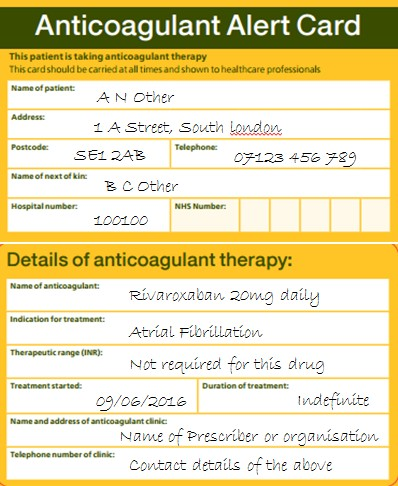 Anticoagulant Alert Card
This patient is taking anticoagulant therapy
This card should be carried at all times and shown to healthcare professionals
Name of patient:
A N Other
Address:
1 A Street, South london
Postcode: Telephone:
SE1 2AB 07123 456 789
Name of next of kin:
B C Other
Hospital number: NHS Number:
100100
Details of anticoagulant therapy:
Name of anticoagulant:
Rivaroxaban 20mg daily
Indication for treatment:
Atrial Fibrillation
Therapeutic range (INR):
Not required for this drug
Treatment started: Duration of treatment:
09/06/2016 Indefinite
Name and address of anticoagulant clinic:
Name of Prescriber or organisation
Telephone number of clinic:
Contact details of the above